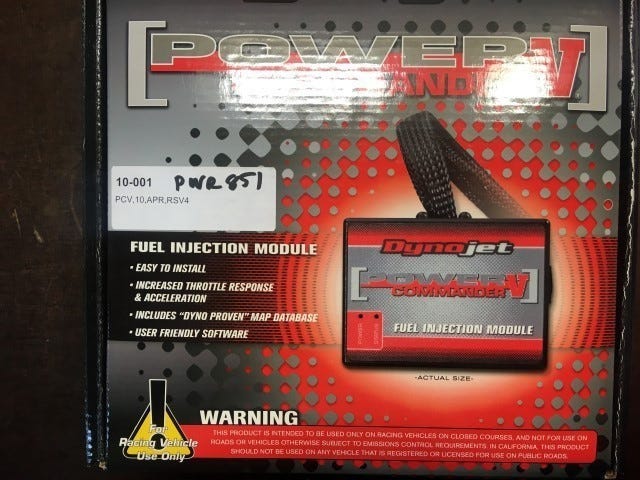 [POWER V]
COMMANDER
10-001 PWR851
PCV,10,APR,RSV4
FUEL INJECTION MODULE
• EASY TO INSTALL
• INCREASED THROTTLE RESPONSE
& ACCELERATION
• INCLUDES "DYNO PROVEN" MAP DATABASE
• USER FRIENDLY SOFTWARE
Dynojet
POWER V
COMMANDER
POWER
STATUS
FUEL INJECTION MODULE
-ACTUAL SIZE-
For
Racing Vehicle
Use Only
WARNING
THIS PRODUCT IS INTENDED TO BE USED ONLY ON RACING VEHICLES ON CLOSED COURSES, AND NOT FOR USE ON
ROADS OR VEHICLES OTHERWISE SUBJECT TO EMISSIONS CONTROL REQUIREMENTS. IN CALIFORNIA, THIS PRODUCT
SHOULD NOT BE USED ON ANY VEHICLE THAT IS REGISTERED OR LICENSED FOR USE ON PUBLIC ROADS.